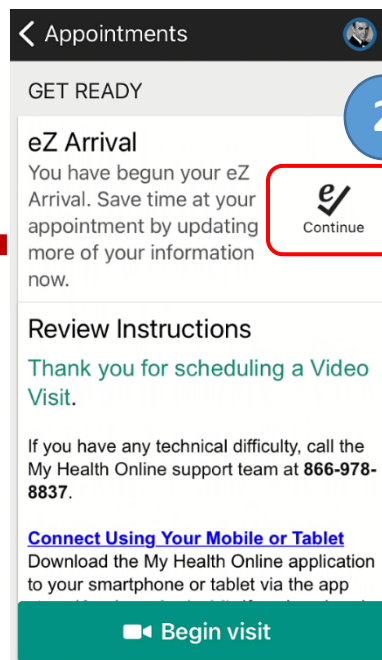 Appointments
GET READY
2
eZ Arrival
You have begun your eZ
Arrival. Save time at your
appointment by updating
more of your information
now.
Continue
Review Instructions
Thank you for scheduling a Video
Visit.
If you have any technical difficulty, call the
My Health Online support team at 866-978-
8837.
Connect Using Your Mobile or Tablet
Download the My Health Online application
to your smartphone or tablet via the app
Begin visit